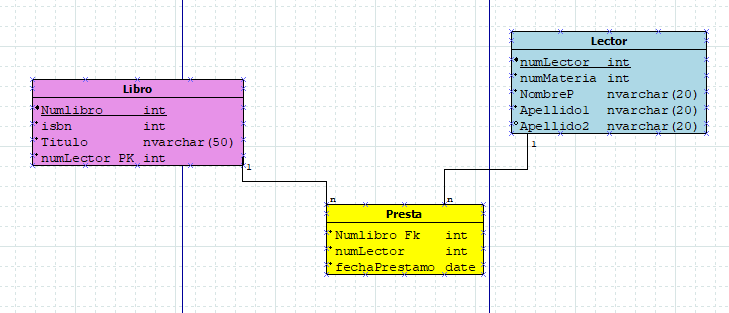 Libro
Numlibro int
isbn int
Titulo nvarchar(50)
numLector PK int
1
Lector
numLector int
numMateria int
NombreP nvarchar(20)
Apellido1 nvarchar(20)
Apellido2 nvarchar(20)
1
n
n
Presta
Numlibro Fk int
numLector int
fechaPrestamo date